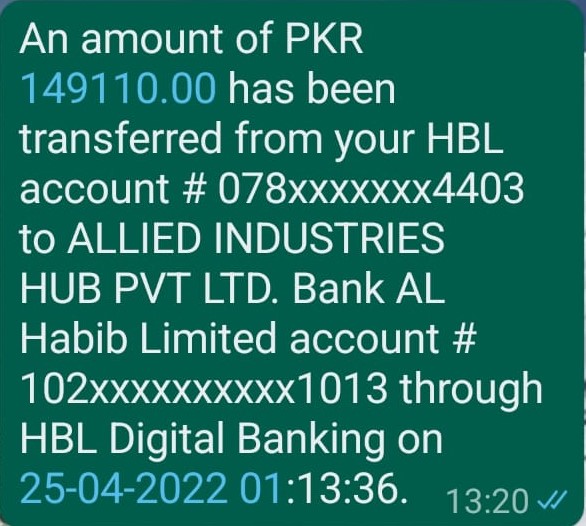 An amount of PKR
149110.00 has been
transferred from your HBL
account # 078xxxxxxx4403
to ALLIED INDUSTRIES
HUB PVT LTD. Bank AL
Habib Limited account #
102xxxxxxxxxx1013 through
HBL Digital Banking on
25-04-2022 01:13:36.
13:20